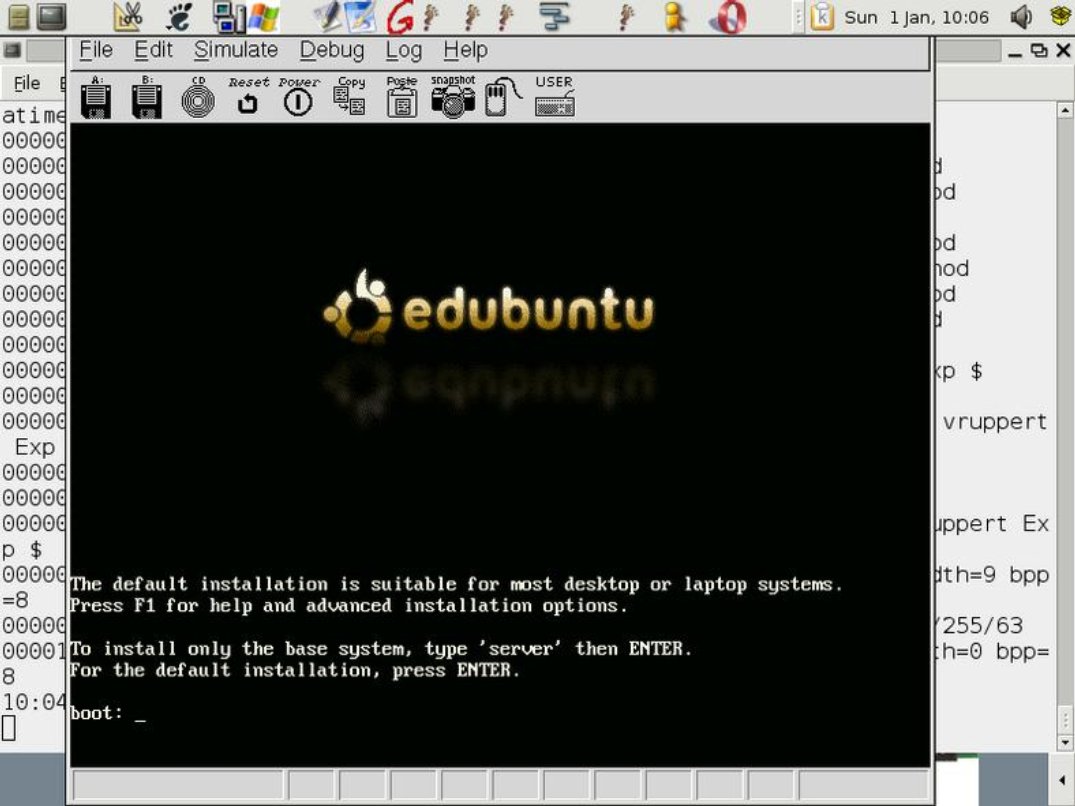 Sun 1 Jan, 10:06
File Edit Simulate Debug Log Help
File
A: B: CD Reset Power Copy Paste snapshot USER
atime
00000
00000
00000
00000
00000
00000
00000
00000
00000
00000
00000
00000
Exp
00000
00000
00000
p $
00000
=8
00000
00001
8
10:04
edubuntu
The default installation is suitable for most desktop or laptop systems.
Press F1 for help and advanced installation options.
To install only the base system, type 'server' then ENTER.
For the default installation, press ENTER.
boot: _
d
od
od
mod
od
d
xp $
vruppert
uppert Ex
dth=9 bpp
/255/63
th=0 bpp=